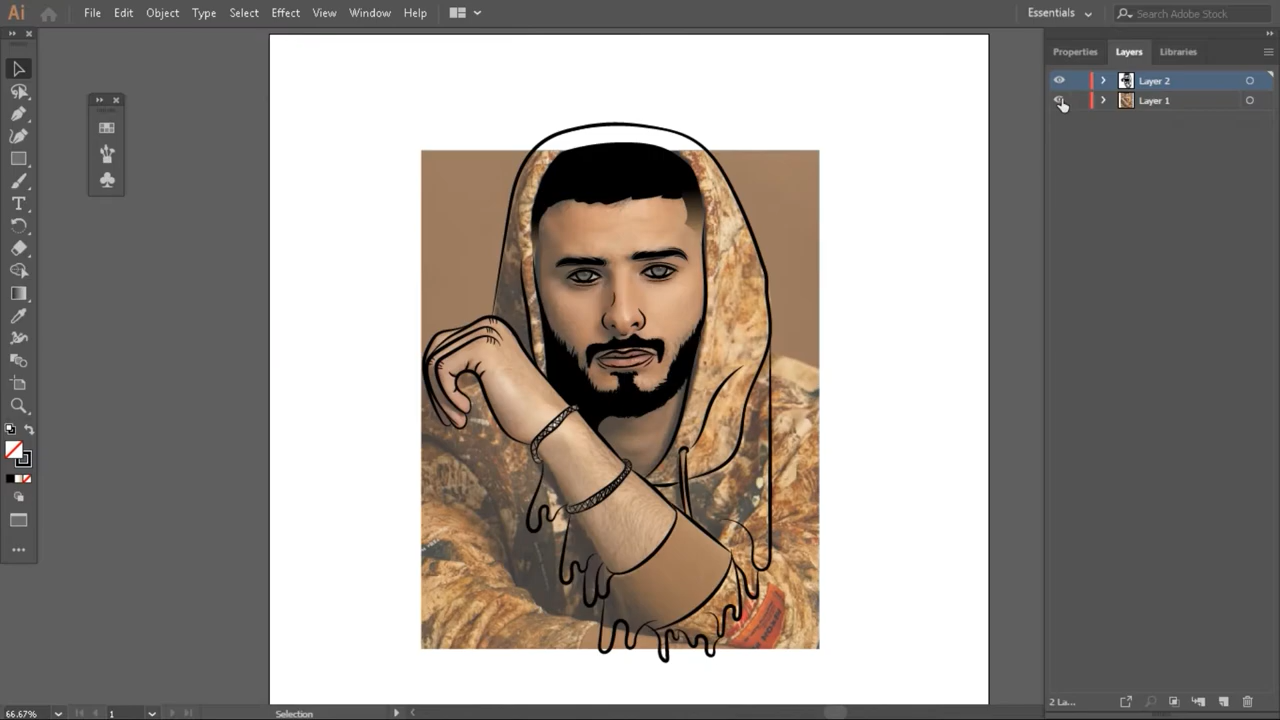 Ai File Edit Object Type Select Effect View Window Help Essentials Search Adobe Stock
Properties Layers Libraries
Layer 2
Layer 1
T
66.67% 1 Selection 2 La...